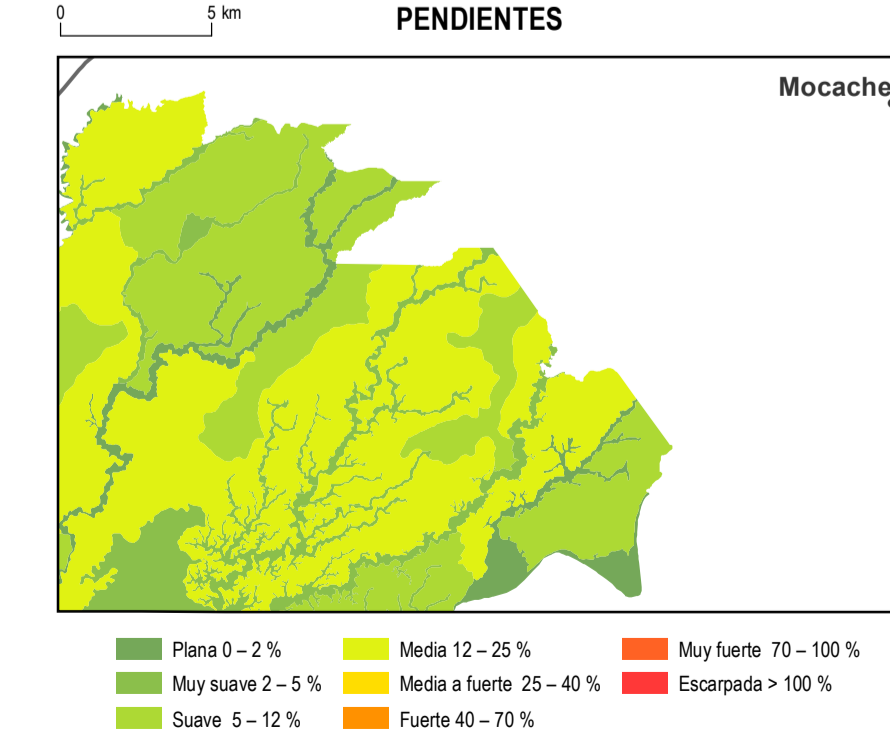 0 5 km
PENDIENTES
Mocache
Plana 0 – 2 %
Muy suave 2 – 5 %
Suave 5 – 12 %
Media 12 – 25 %
Media a fuerte 25 – 40 %
Fuerte 40 – 70 %
Muy fuerte 70 – 100 %
Escarpada > 100 %